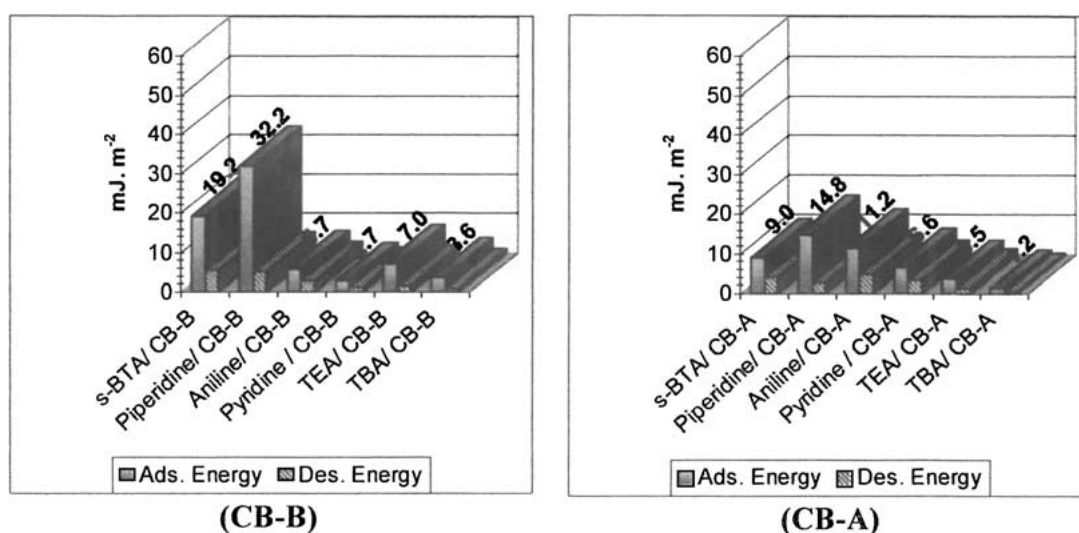 60
50
40
30
20
10
0
mJ. m⁻²
19.2
32.2
.7
.7
7.0
3.6
s-BTA/ CB-B
Piperidine/ CB-B
Aniline/ CB-B
Pyridine / CB-B
TEA/ CB-B
TBA/ CB-B
Ads. Energy Des. Energy
(CB-B)
60
50
40
30
20
10
0
mJ. m⁻²
9.0
14.8
1.2
.6
.5
.2
s-BTA/ CB-A
Piperidine/ CB-A
Aniline/ CB-A
Pyridine / CB-A
TEA/ CB-A
TBA/ CB-A
Ads. Energy Des. Energy
(CB-A)